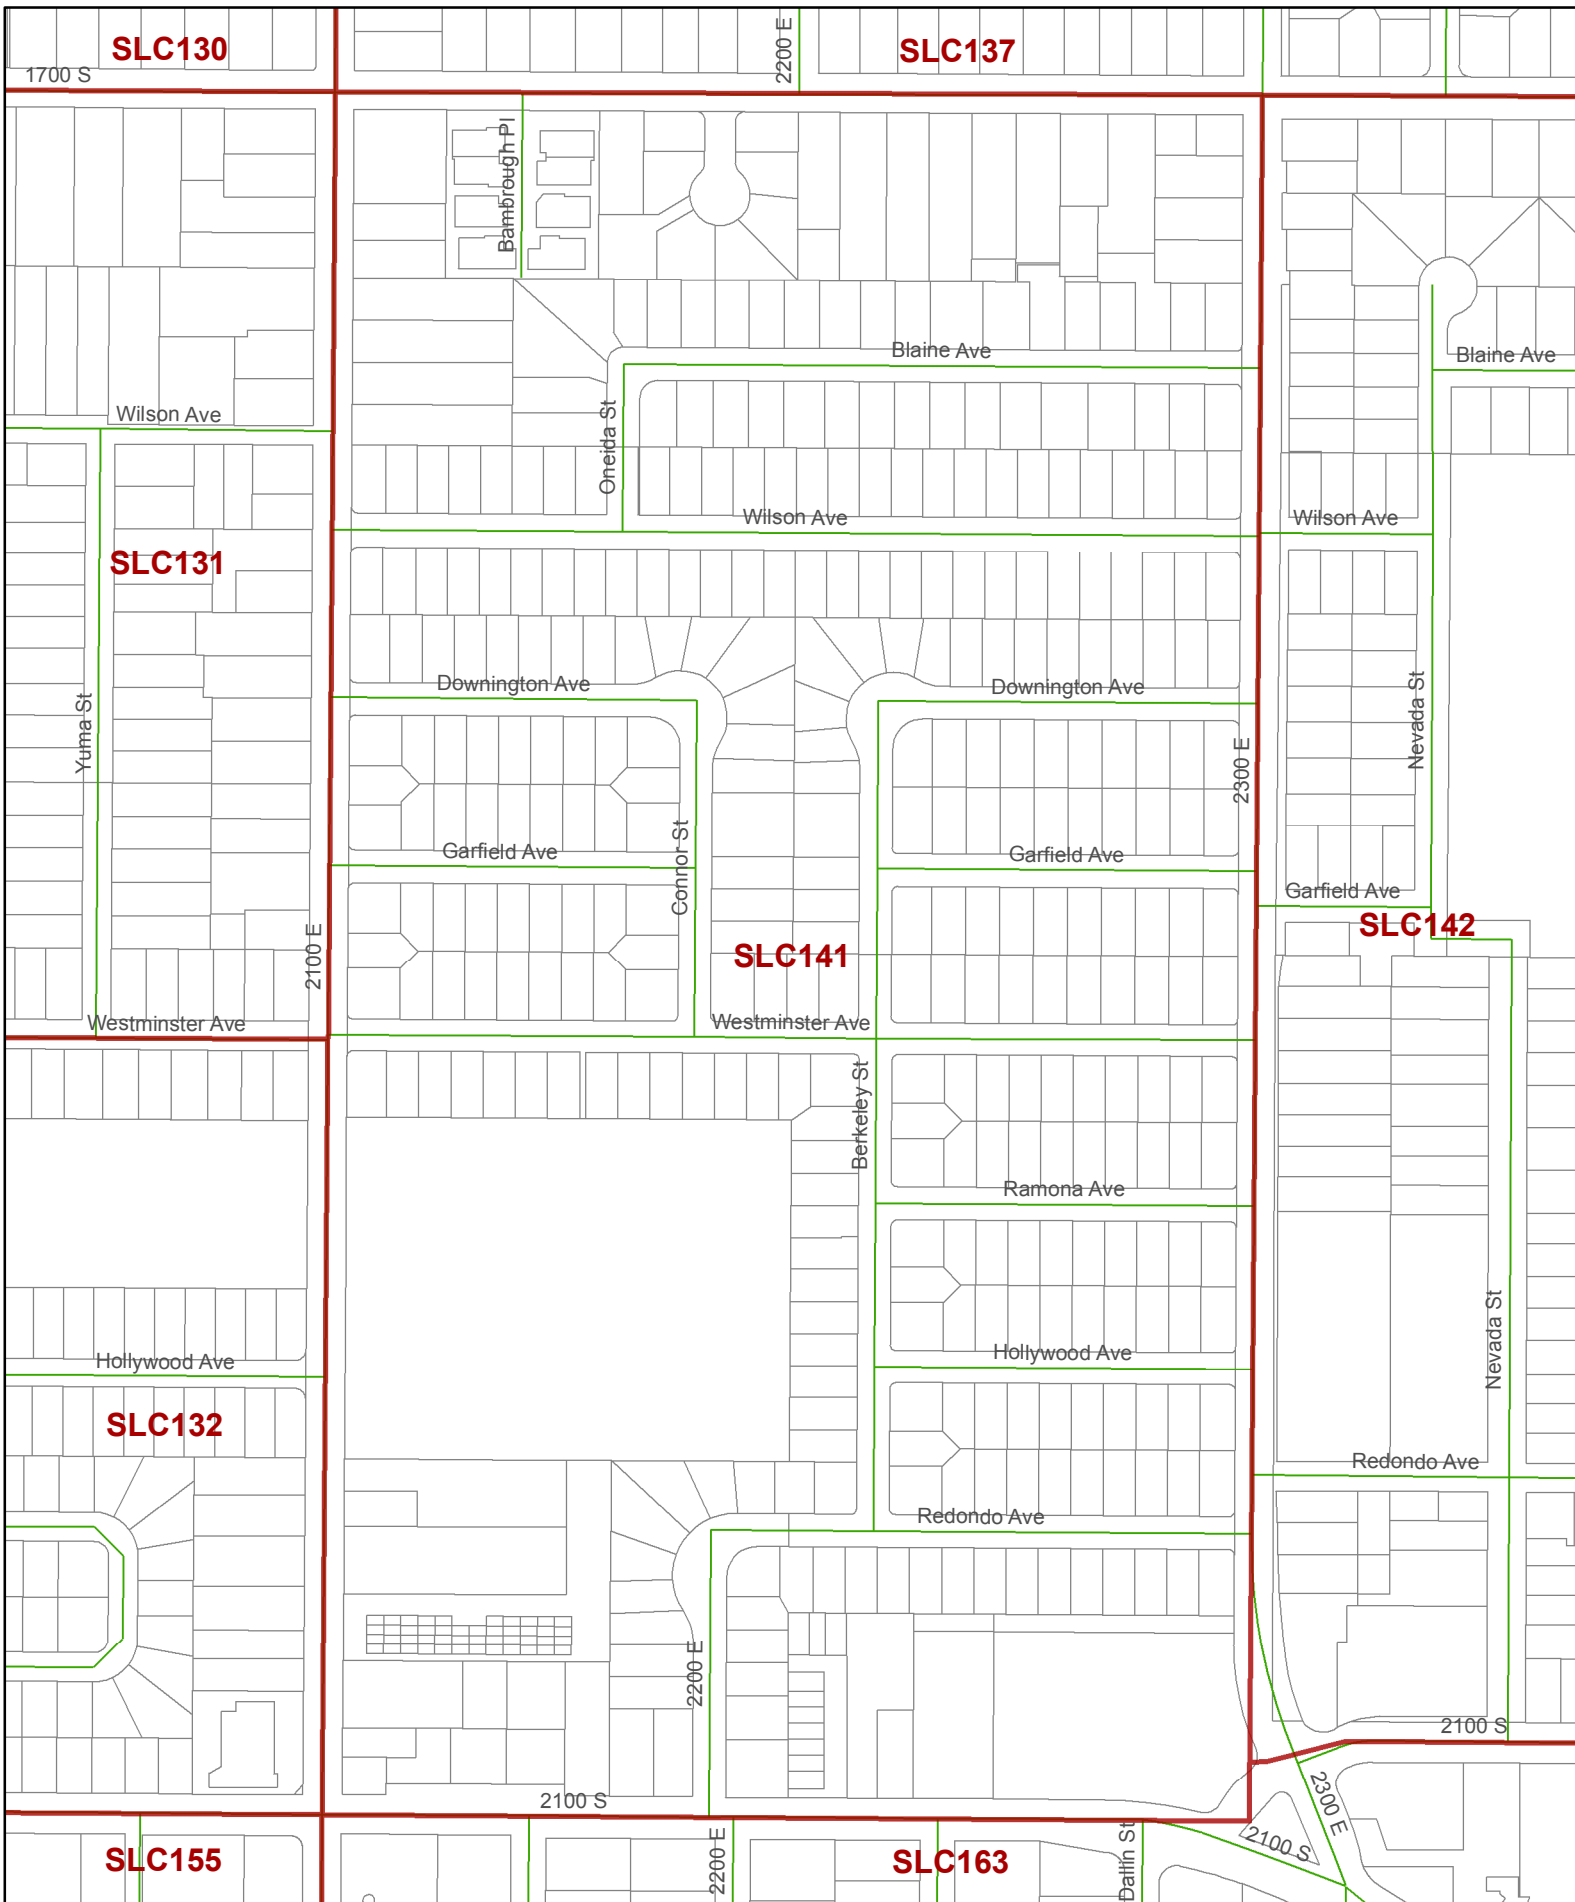 SLC130
SLC137
2200 E
1700 S
Bambrough Pl
Blaine Ave
Blaine Ave
Wilson Ave
Oneida St
Wilson Ave
Wilson Ave
SLC131
Downington Ave
Downington Ave
Yuma St
Nevada St
2300 E
Connor St
Garfield Ave
Garfield Ave
Garfield Ave
SLC142
2100 E
SLC141
Westminster Ave
Westminster Ave
Berkeley St
Ramona Ave
Hollywood Ave
Hollywood Ave
Nevada St
SLC132
Redondo Ave
Redondo Ave
2200 E
2100 S
2100 S
2300 E
2100 S
2200 E
Dallin St
SLC155
SLC163